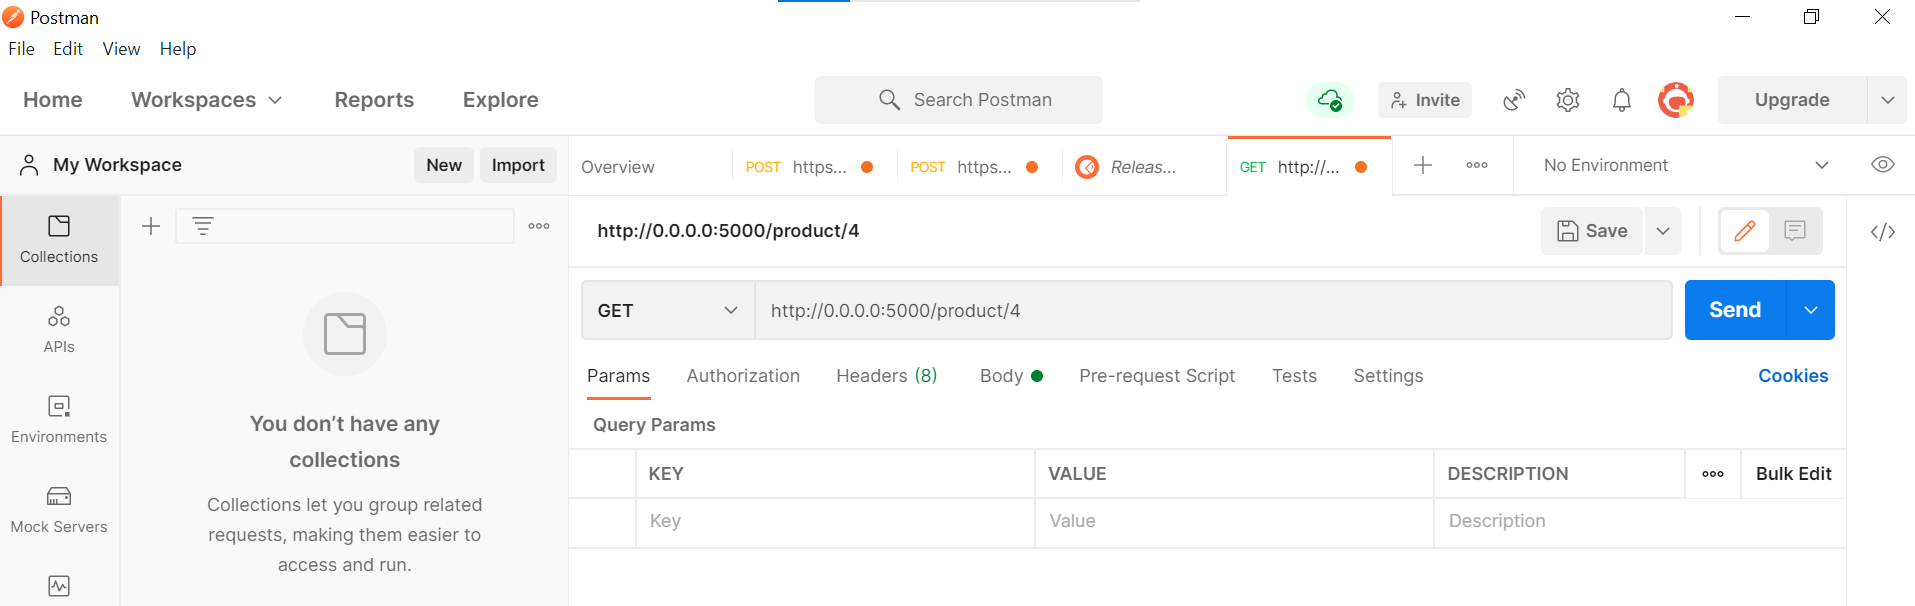 Postman
File Edit View Help
Home Workspaces Reports Explore Search Postman Invite Upgrade
My Workspace New Import Overview POST https... POST https... Releas... GET http://... No Environment
http://0.0.0.0:5000/product/4 Save
Collections
GET http://0.0.0.0:5000/product/4 Send
APIs
Params Authorization Headers (8) Body Pre-request Script Tests Settings Cookies
Environments
Query Params
You don’t have any
collections
KEY VALUE DESCRIPTION Bulk Edit
Mock Servers
Collections let you group related
requests, making them easier to
access and run.
Key Value Description